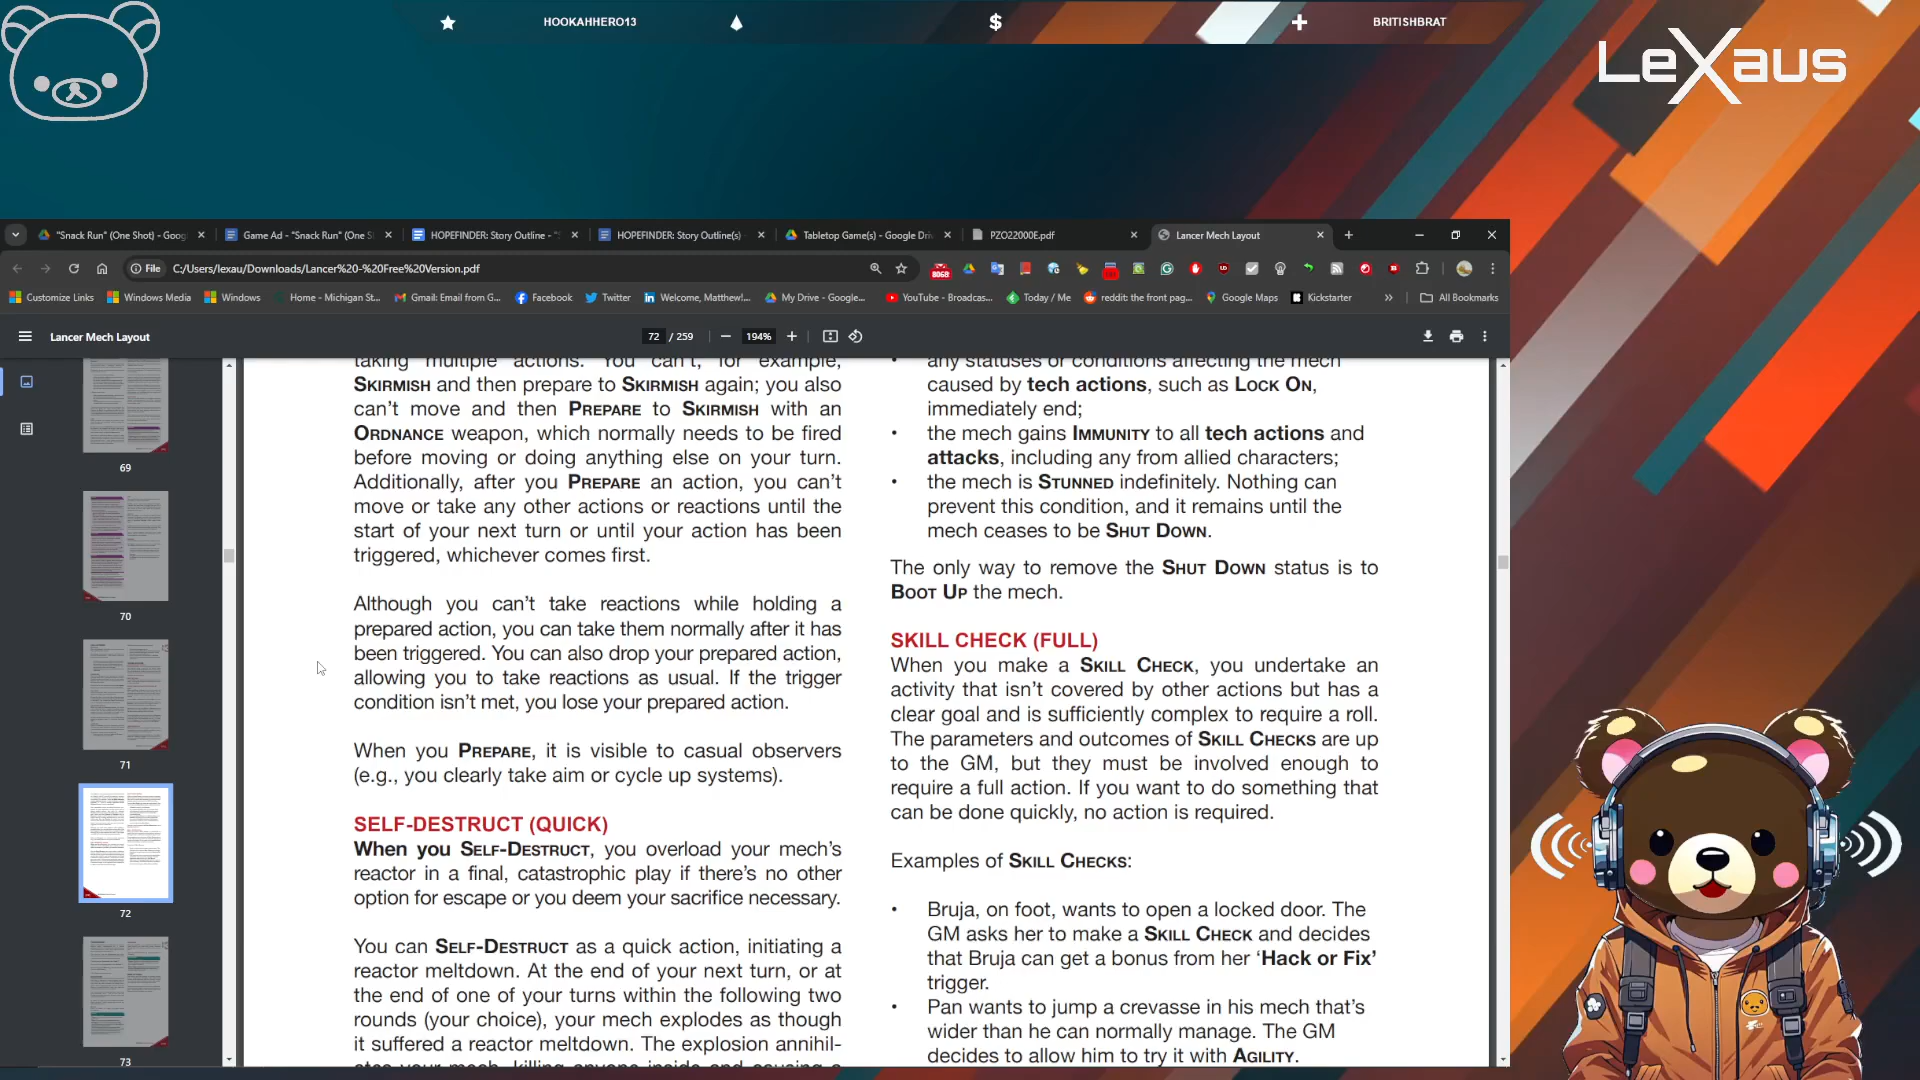 HOOKAHHERO13
$
BRITISHBRAT
LeXaus
"Snack Run" (One Shot) - Goog
Game Ad - "Snack Run" (One S
HOPEFINDER: Story Outline - "
HOPEFINDER: Story Outline(s)
Tabletop Game(s) - Google Dri
PZO22000E.pdf
Lancer Mech Layout
File
C:/Users/lexau/Downloads/Lancer%20-%20Free%20Version.pdf
8068
Customize Links
Windows Media
Windows
Home - Michigan St...
Gmail: Email from G...
Facebook
Twitter
Welcome, Matthew!...
My Drive - Google...
YouTube - Broadcas...
Today / Me
reddit: the front pag...
Google Maps
Kickstarter
All Bookmarks
Lancer Mech Layout
72 / 259
194%
69
70
71
72
73
taking multiple actions. You can't, for example,
SKIRMISH and then prepare to SKIRMISH again; you also
can't move and then PREPARE to SKIRMISH with an
ORDNANCE weapon, which normally needs to be fired
before moving or doing anything else on your turn.
Additionally, after you PREPARE an action, you can't
move or take any other actions or reactions until the
start of your next turn or until your action has been
triggered, whichever comes first.
Although you can't take reactions while holding a
prepared action, you can take them normally after it has
been triggered. You can also drop your prepared action,
allowing you to take reactions as usual. If the trigger
condition isn't met, you lose your prepared action.
When you PREPARE, it is visible to casual observers
(e.g., you clearly take aim or cycle up systems).
SELF-DESTRUCT (QUICK)
When you SELF-DESTRUCT, you overload your mech's
reactor in a final, catastrophic play if there's no other
option for escape or you deem your sacrifice necessary.
You can SELF-DESTRUCT as a quick action, initiating a
reactor meltdown. At the end of your next turn, or at
the end of one of your turns within the following two
rounds (your choice), your mech explodes as though
it suffered a reactor meltdown. The explosion annihil-
ates your mech, killing anyone inside and causing a
• any statuses or conditions affecting the mech
caused by tech actions, such as LOCK ON,
immediately end;
• the mech gains IMMUNITY to all tech actions and
attacks, including any from allied characters;
• the mech is STUNNED indefinitely. Nothing can
prevent this condition, and it remains until the
mech ceases to be SHUT DOWN.
The only way to remove the SHUT DOWN status is to
BOOT UP the mech.
SKILL CHECK (FULL)
When you make a SKILL CHECK, you undertake an
activity that isn't covered by other actions but has a
clear goal and is sufficiently complex to require a roll.
The parameters and outcomes of SKILL CHECKS are up
to the GM, but they must be involved enough to
require a full action. If you want to do something that
can be done quickly, no action is required.
Examples of SKILL CHECKS:
• Bruja, on foot, wants to open a locked door. The
GM asks her to make a SKILL CHECK and decides
that Bruja can get a bonus from her 'Hack or Fix'
trigger.
• Pan wants to jump a crevasse in his mech that's
wider than he can normally manage. The GM
decides to allow him to try it with AGILITY.